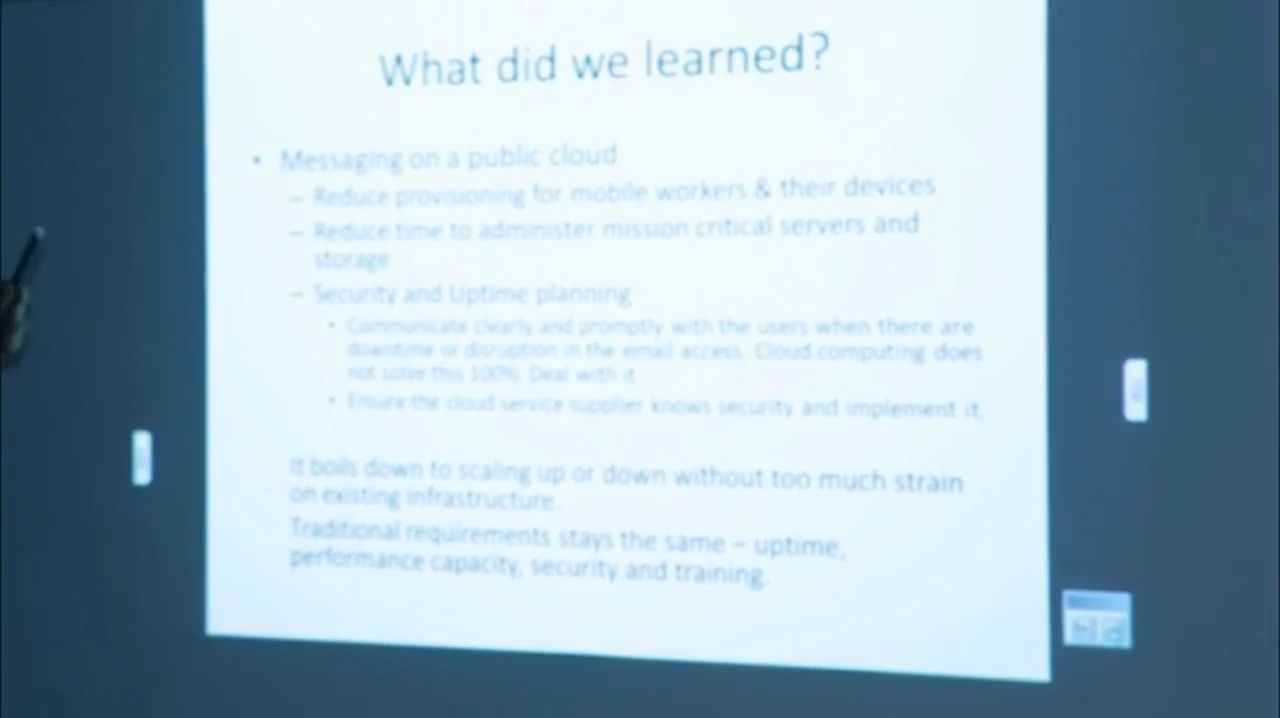 What did we learned?
• Messaging on a public cloud
– Reduce provisioning for mobile workers & their devices
– Reduce time to administer mission critical servers and
storage
– Security and Uptime planning
• Communicate clearly and promptly with the users when there are
downtime or disruption in the email access. Cloud computing does
not solve this 100%. Deal with it
• Ensure the cloud service supplier knows security and implement it.
It boils down to scaling up or down without too much strain
on existing infrastructure.
Traditional requirements stays the same – uptime,
performance capacity, security and training.